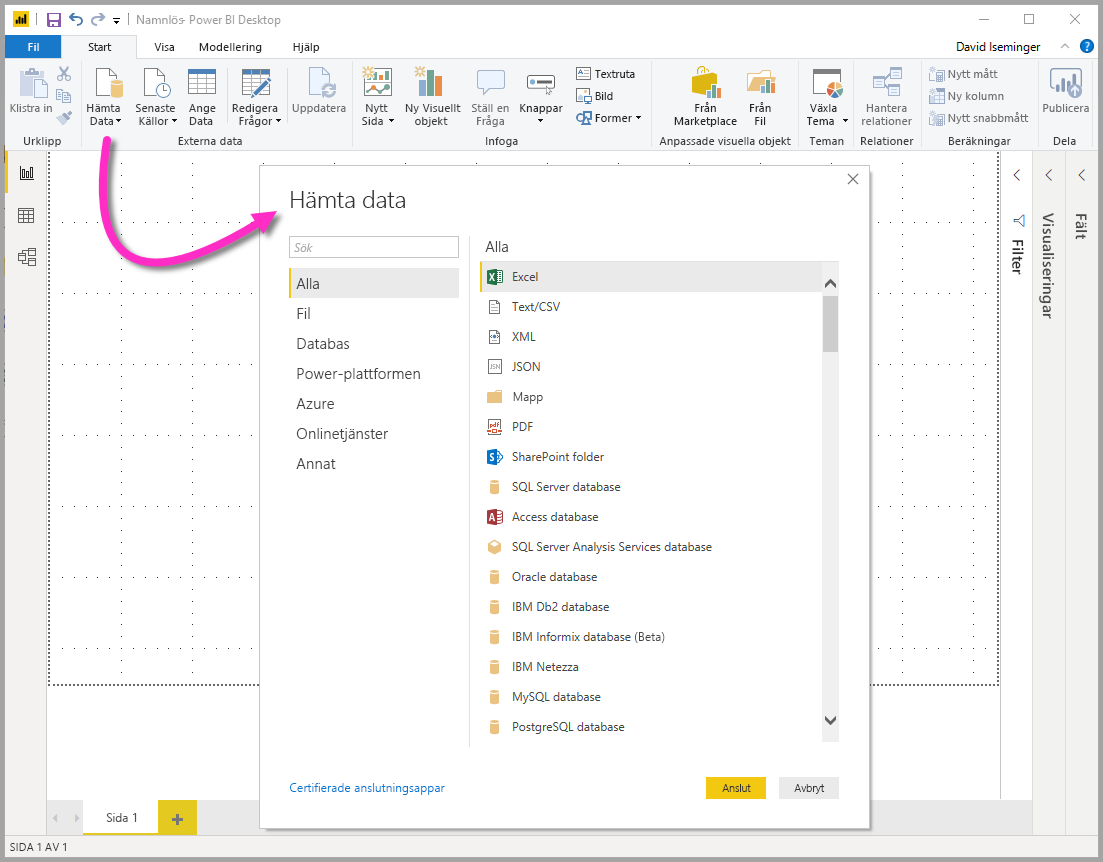 Namnlös- Power BI Desktop
Fil
Start
Visa
Modellering
Hjälp
David Iseminger
?
Klistra in
Hämta Data
Senaste Källor
Ange Data
Redigera Frågor
Uppdatera
Nytt Sida
Ny Visuellt objekt
Ställ en Fråga
Knappar
Textruta
Bild
Former
Från Marketplace
Från Fil
Växla Tema
Hantera relationer
Nytt mått
Ny kolumn
Nytt snabbmått
Publicera
Urklipp
Externa data
Infoga
Anpassade visuella objekt
Teman
Relationer
Beräkningar
Dela
Hämta data
Sök
Alla
Fil
Databas
Power-plattformen
Azure
Onlinetjänster
Annat
Alla
Excel
Text/CSV
XML
JSON
Mapp
PDF
SharePoint folder
SQL Server database
Access database
SQL Server Analysis Services database
Oracle database
IBM Db2 database
IBM Informix database (Beta)
IBM Netezza
MySQL database
PostgreSQL database
Certifierade anslutningsappar
Anslut
Avbryt
Filter
Visualiseringar
Fält
Sida 1
SIDA 1 AV 1